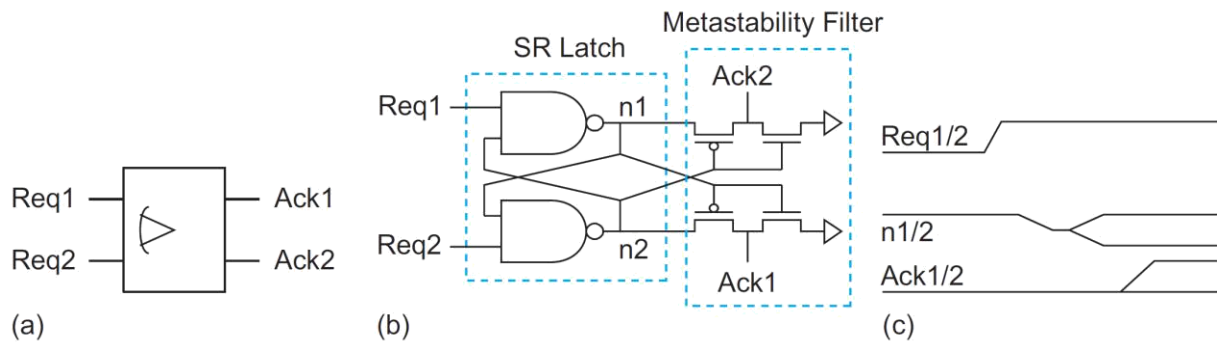 Req1
Req2
Ack1
Ack2
(a)
SR Latch
Metastability Filter
Req1
n1
Ack2
Req2
n2
Ack1
(b)
Req1/2
n1/2
Ack1/2
(c)